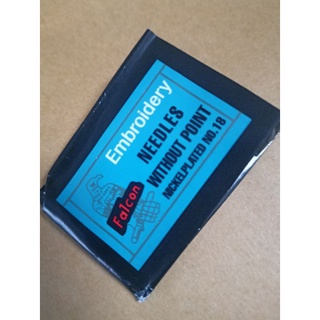 Embroidery
NEEDLES
WITHOUT POINT
NICKELPLATED NO.18
Falcon